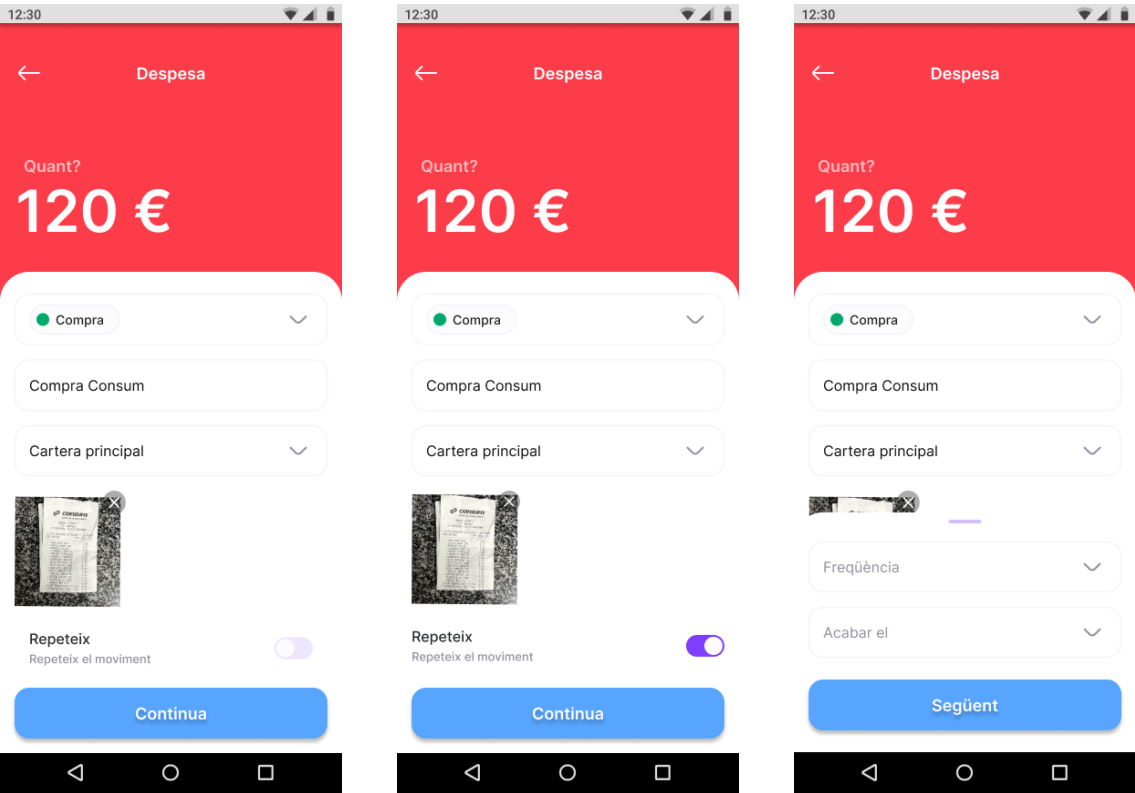 12:30
Despesa
Quant?
120 €
Compra
Compra Consum
Cartera principal
consum
Repeteix
Repeteix el moviment
Continua
12:30
Despesa
Quant?
120 €
Compra
Compra Consum
Cartera principal
consum
Repeteix
Repeteix el moviment
Continua
12:30
Despesa
Quant?
120 €
Compra
Compra Consum
Cartera principal
Freqüència
Acabar el
Següent